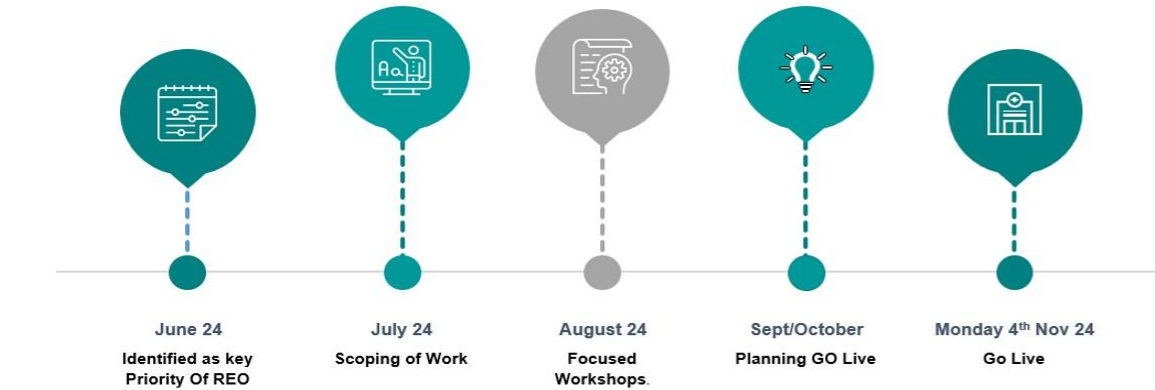 Aa
June 24
Identified as key
Priority Of REO
July 24
Scoping of Work
August 24
Focused
Workshops.
Sept/October
Planning GO Live
Monday 4th Nov 24
Go Live